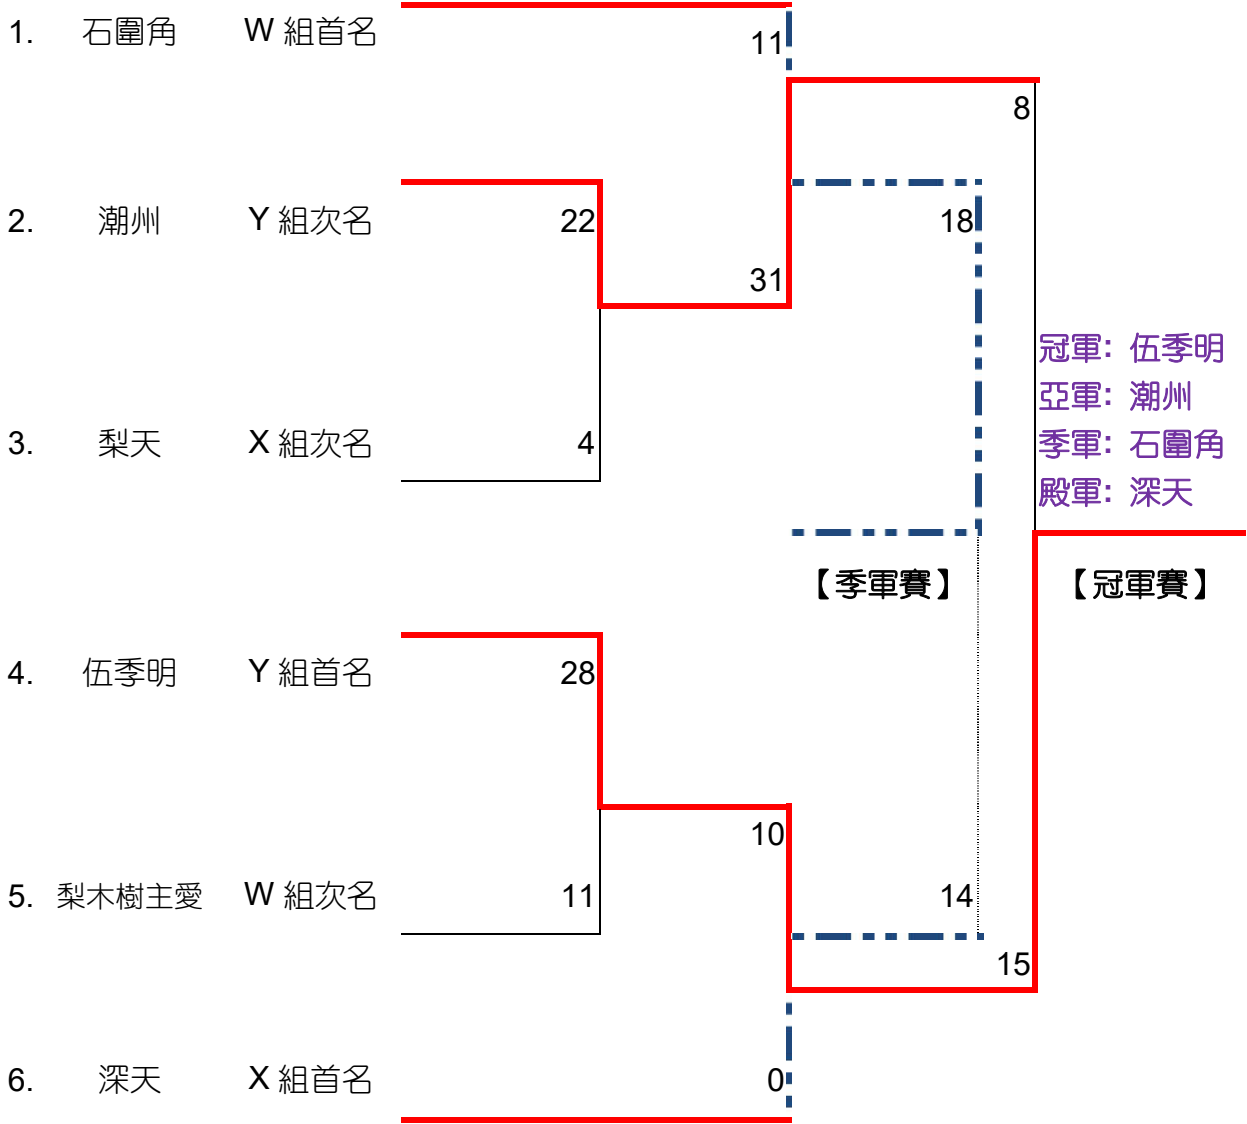 1. 石圍角 W 組首名
11
8
2. 潮州 Y 組次名 22
18
31
冠軍: 伍季明
亞軍: 潮州
3. 梨天 X 組次名 4
季軍: 石圍角
殿軍: 深天
【季軍賽】 【冠軍賽】
4. 伍季明 Y 組首名 28
10
5. 梨木樹主愛 W 組次名 11
14
15
6. 深天 X 組首名 0